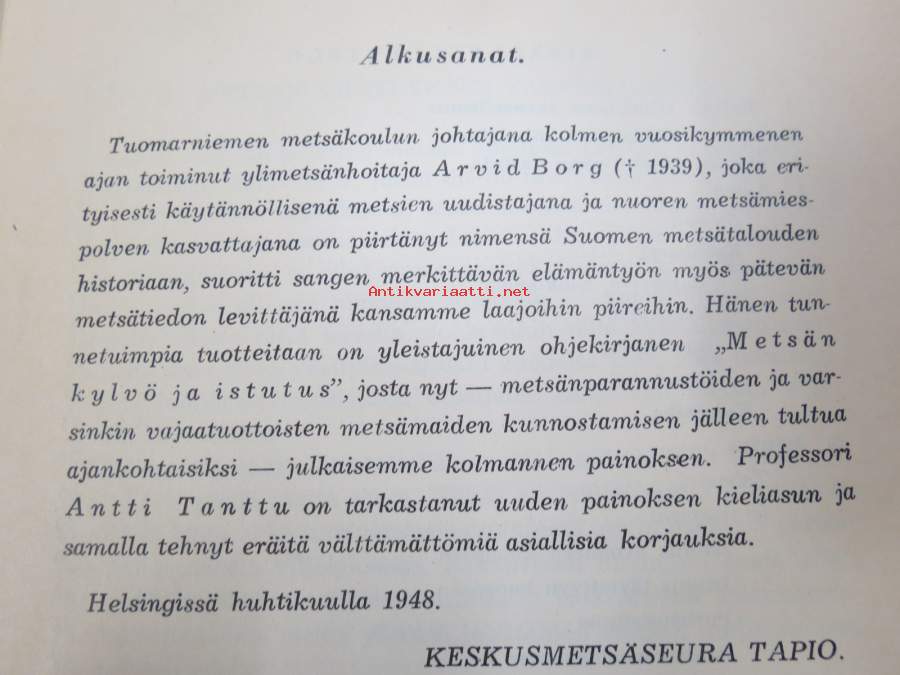 Alkusanat.
Tuomarniemen metsäkoulun johtajana kolmen vuosikymmenen
ajan toiminut ylimetsänhoitaja Arvid Borg († 1939), joka eri-
tyisesti käytännöllisenä metsien uudistajana ja nuoren metsämies-
polven kasvattajana on piirtänyt nimensä Suomen metsätalouden
historiaan, suoritti sangen merkittävän elämäntyön myös pätevän
Antikvariaatti.net
metsätiedon levittäjänä kansamme laajoihin piireihin. Hänen tun-
netuimpia tuotteitaan on yleistajuinen ohjekirjanen „Metsän
kylvö ja istutus”, josta nyt — metsänparannustöiden ja var-
sinkin vajaatuottoisten metsämaiden kunnostamisen jälleen tultua
ajankohtaisiksi — julkaisemme kolmannen painoksen. Professori
Antti Tanttu on tarkastanut uuden painoksen kieliasun ja
samalla tehnyt eräitä välttämättömiä asiallisia korjauksia.
Helsingissä huhtikuulla 1948.
KESKUSMETSÄSEURA TAPIO.